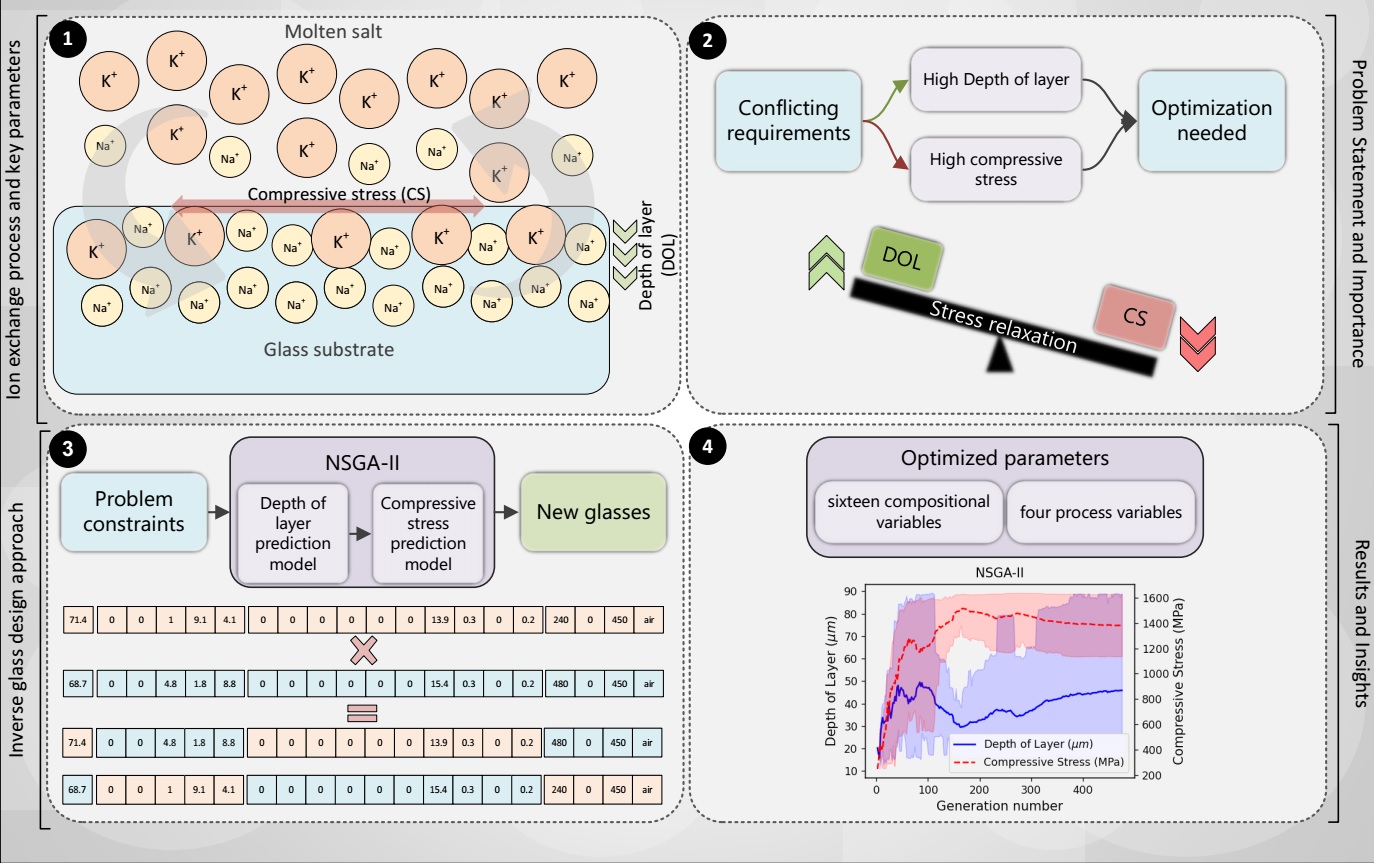 Ion exchange process and key parameters
1
Molten salt
K+ K+ K+ K+ K+ K+ K+ K+
K+ K+ K+
Na+ Na+ Na+ Na+ Na+
Compressive stress (CS)
K+ Na+ K+ Na+ Na+ K+ Na+ K+ Na+ K+ Na+
Na+ Na+ Na+ Na+ Na+ Na+ Na+ Na+ Na+ Na+ Na+
Glass substrate
Depth of layer
(DOL)
2
Conflicting
requirements
High Depth of layer
High compressive
stress
Optimization
needed
DOL
Stress relaxation
CS
Problem Statement and Importance
Inverse glass design approach
3
Problem
constraints
NSGA-II
Depth of
layer
prediction
model
Compressive
stress
prediction
model
New glasses
71.4 0 0 1 9.1 4.1 0 0 0 0 0 0 13.9 0.3 0 0.2 240 0 450 air
68.7 0 0 4.8 1.8 8.8 0 0 0 0 0 0 15.4 0.3 0 0.2 480 0 450 air
71.4 0 0 4.8 1.8 8.8 0 0 0 0 0 0 13.9 0.3 0 0.2 480 0 450 air
68.7 0 0 1 9.1 4.1 0 0 0 0 0 0 15.4 0.3 0 0.2 240 0 450 air
4
Optimized parameters
sixteen compositional
variables
four process variables
NSGA-II
Depth of Layer (μm)
90
80
70
60
50
40
30
20
10
1600
1400
1200
1000
800
600
400
200
Compressive Stress (MPa)
Depth of Layer (μm)
Compressive Stress (MPa)
0 100 200 300 400
Generation number
Results and Insights